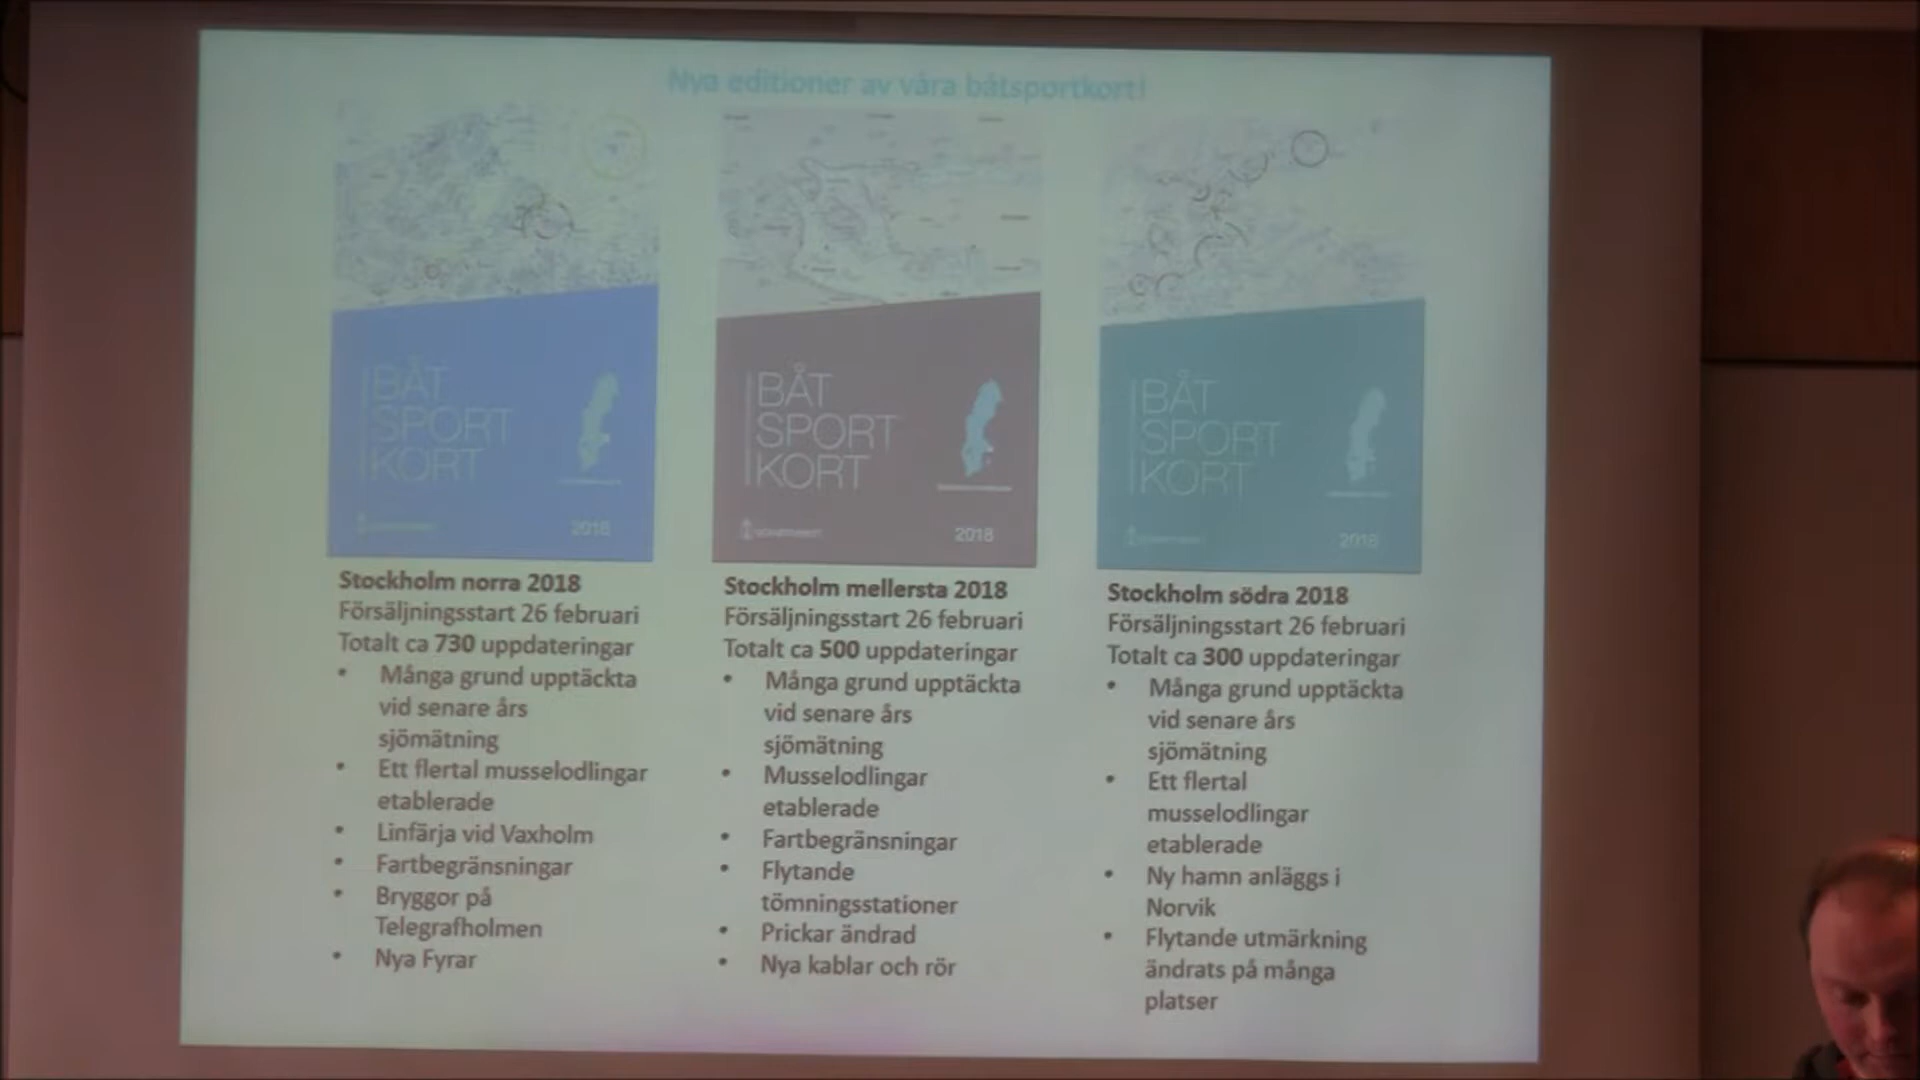 Nya editioner av våra båtsportkort!
BÅT
SPORT
KORT
2018
Stockholm norra 2018
Försäljningsstart 26 februari
Totalt ca 730 uppdateringar
• Många grund upptäckta
vid senare års
sjömätning
• Ett flertal musselodlingar
etablerade
• Linfärja vid Vaxholm
• Fartbegränsningar
• Bryggor på
Telegrafholmen
• Nya Fyrar
BÅT
SPORT
KORT
2018
Stockholm mellersta 2018
Försäljningsstart 26 februari
Totalt ca 500 uppdateringar
• Många grund upptäckta
vid senare års
sjömätning
• Musselodlingar
etablerade
• Fartbegränsningar
• Flytande
tömningsstationer
• Prickar ändrad
• Nya kablar och rör
BÅT
SPORT
KORT
2018
Stockholm södra 2018
Försäljningsstart 26 februari
Totalt ca 300 uppdateringar
• Många grund upptäckta
vid senare års
sjömätning
• Ett flertal
musselodlingar
etablerade
• Ny hamn anläggs i
Norvik
• Flytande utmärkning
ändrats på många
platser